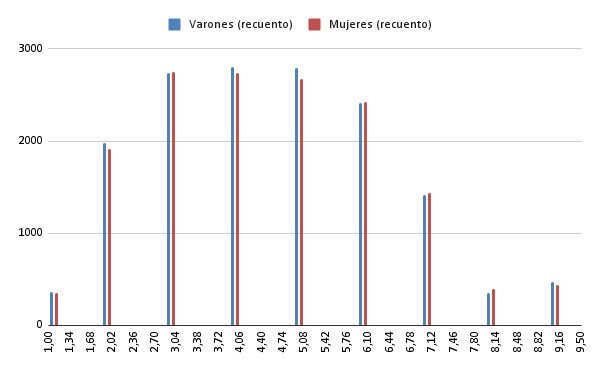 Varones (recuento) Mujeres (recuento)
3000
2000
1000
0
1,00 1,34 1,68 2,02 2,36 2,70 3,04 3,38 3,72 4,06 4,40 4,74 5,08 5,42 5,76 6,10 6,44 6,78 7,12 7,46 7,80 8,14 8,48 8,82 9,16 9,50